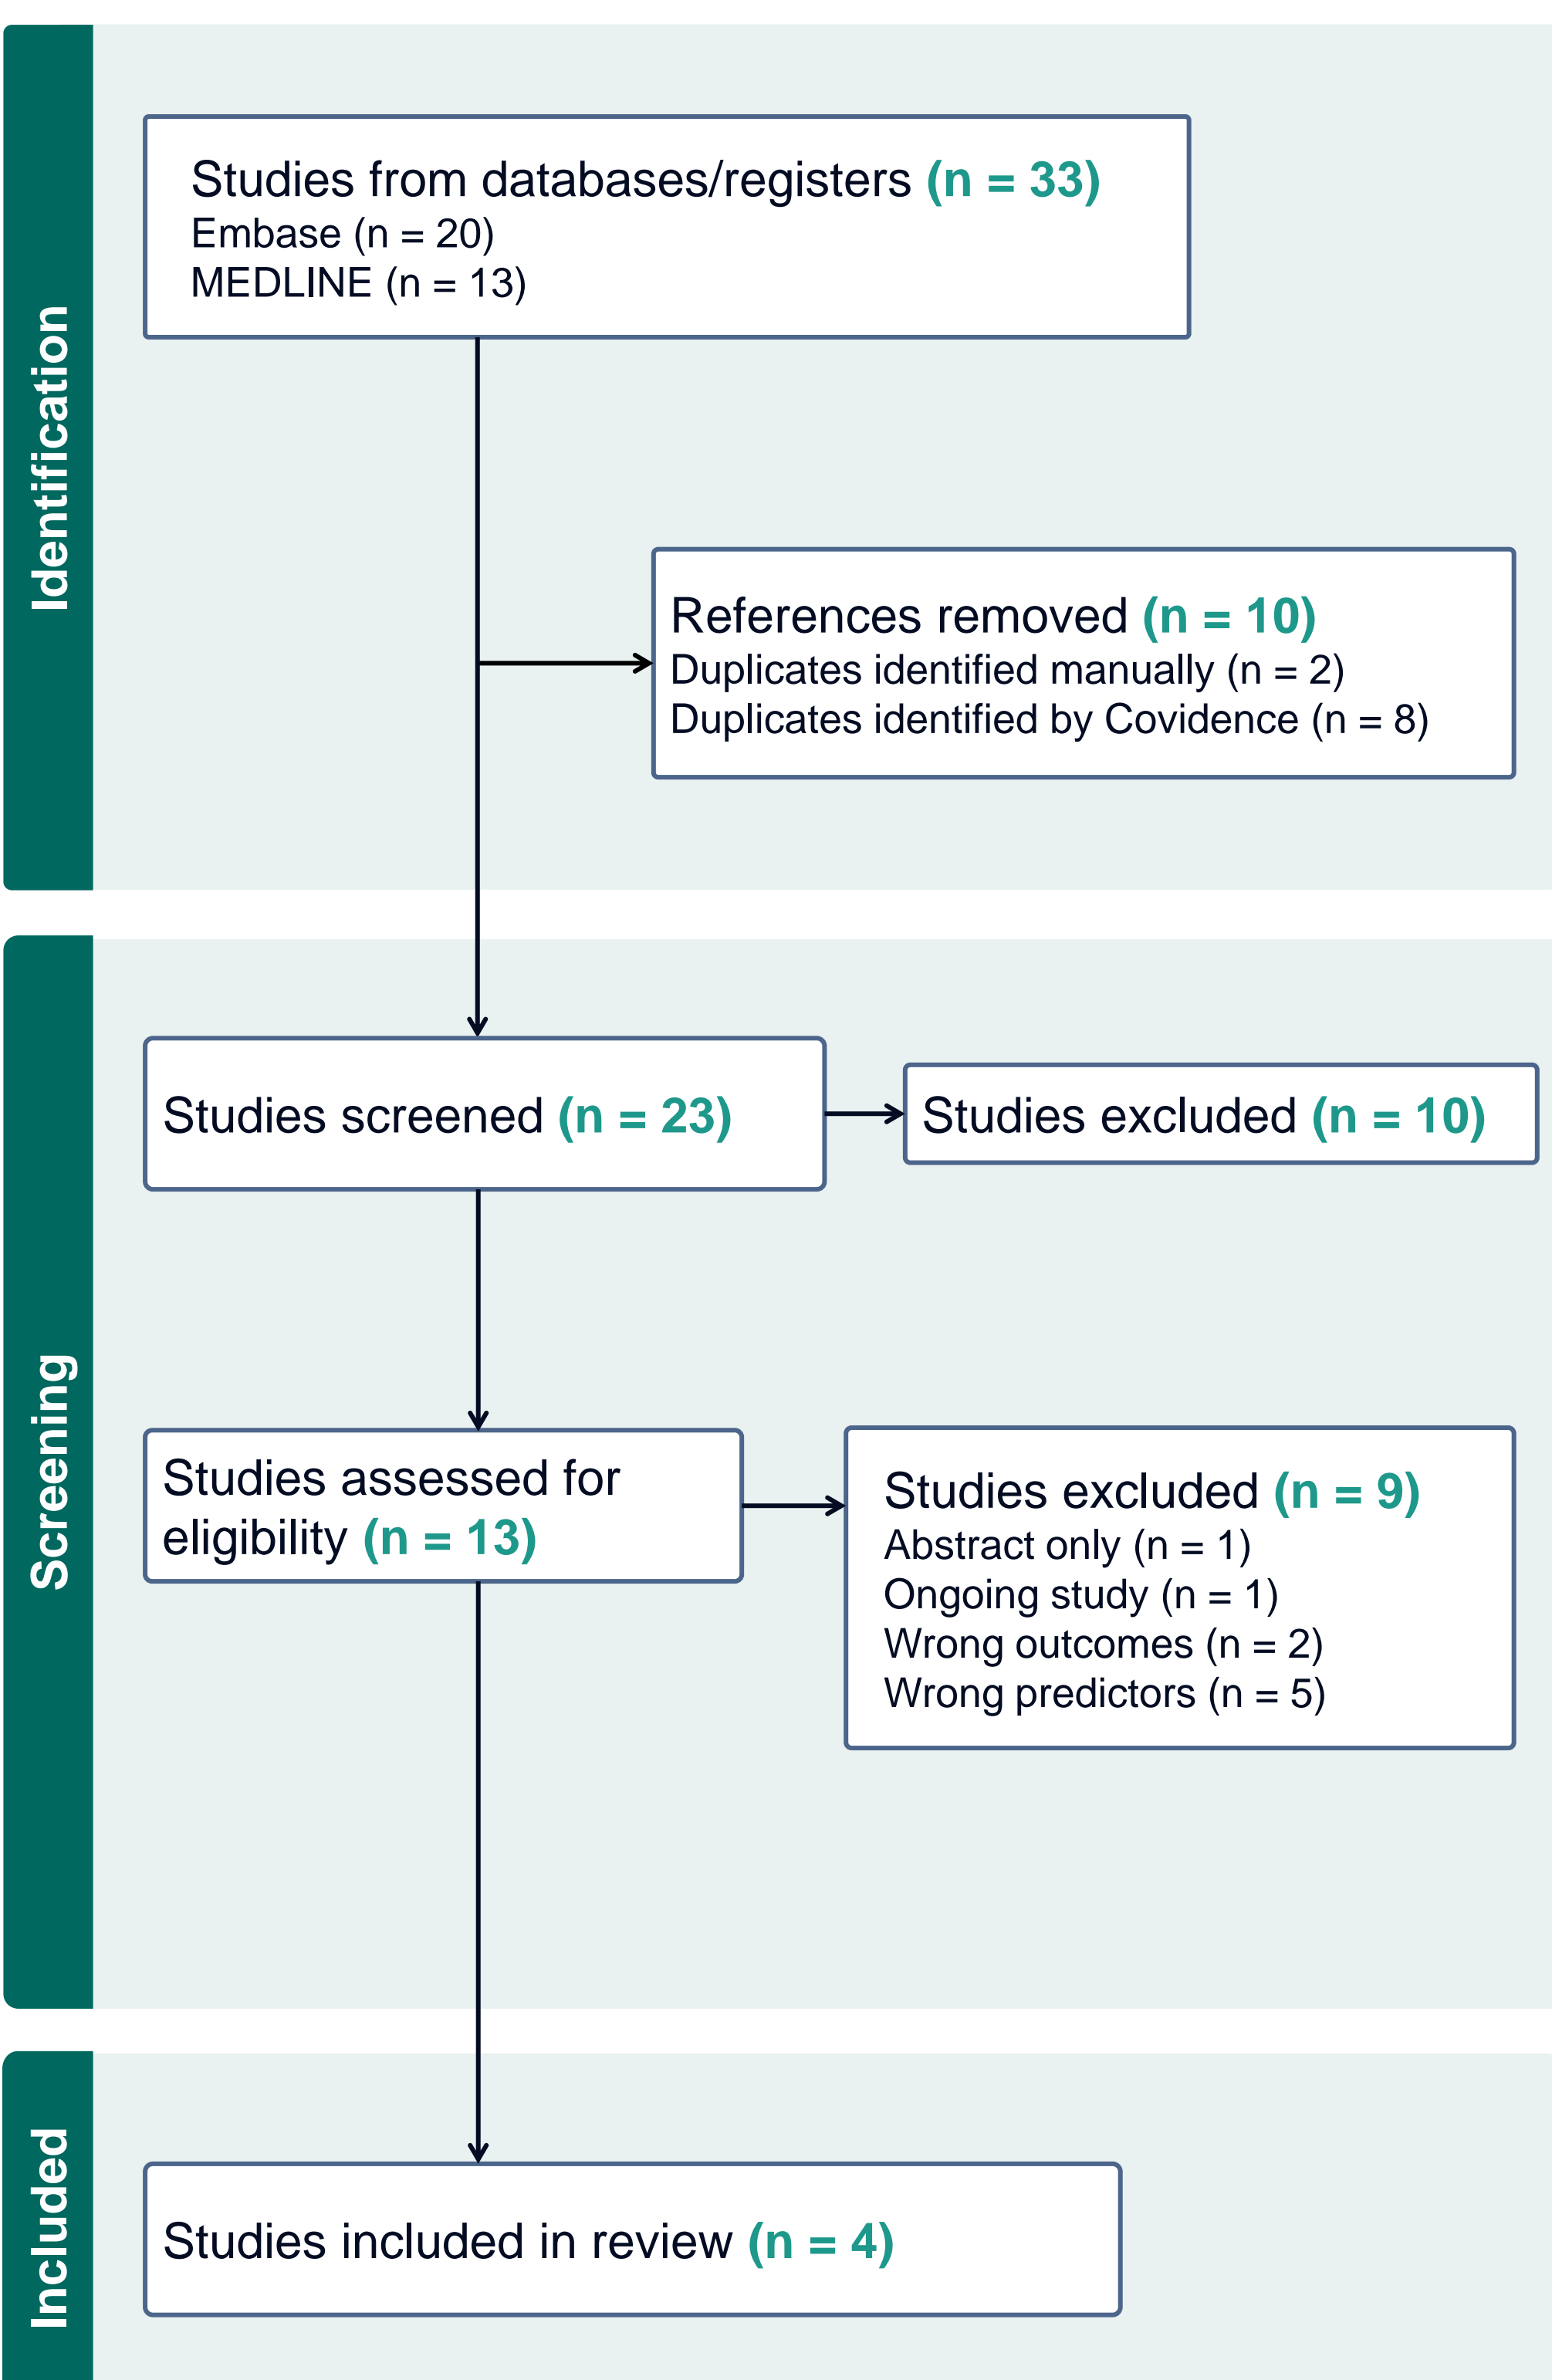 Identification
Studies from databases/registers (n = 33)
Embase (n = 20)
MEDLINE (n = 13)
References removed (n = 10)
Duplicates identified manually (n = 2)
Duplicates identified by Covidence (n = 8)
Screening
Studies screened (n = 23)
Studies excluded (n = 10)
Studies assessed for
eligibility (n = 13)
Studies excluded (n = 9)
Abstract only (n = 1)
Ongoing study (n = 1)
Wrong outcomes (n = 2)
Wrong predictors (n = 5)
Included
Studies included in review (n = 4)